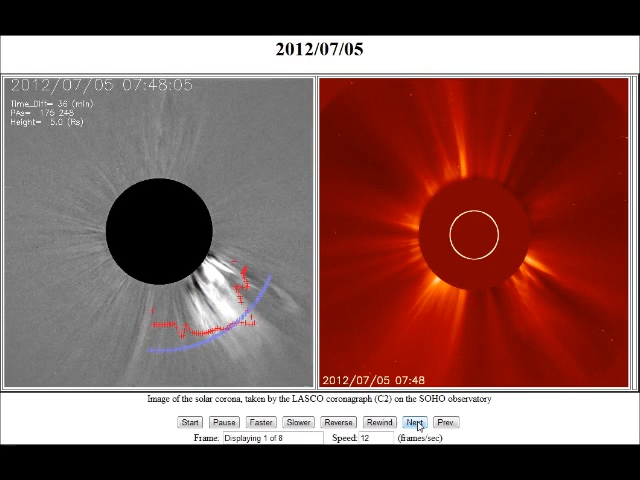 2012/07/05
2012/07/05 07:48:05
Time_Diff= 36 (min)
PAs= 176 248
Height= 5.0 (Rs)
2012/07/05 07:48
Image of the solar corona, taken by the LASCO coronagraph (C2) on the SOHO observatory
Start Pause Faster Slower Reverse Rewind Next Prev
Frame: Displaying 1 of 8 Speed: 12 (frames/sec)